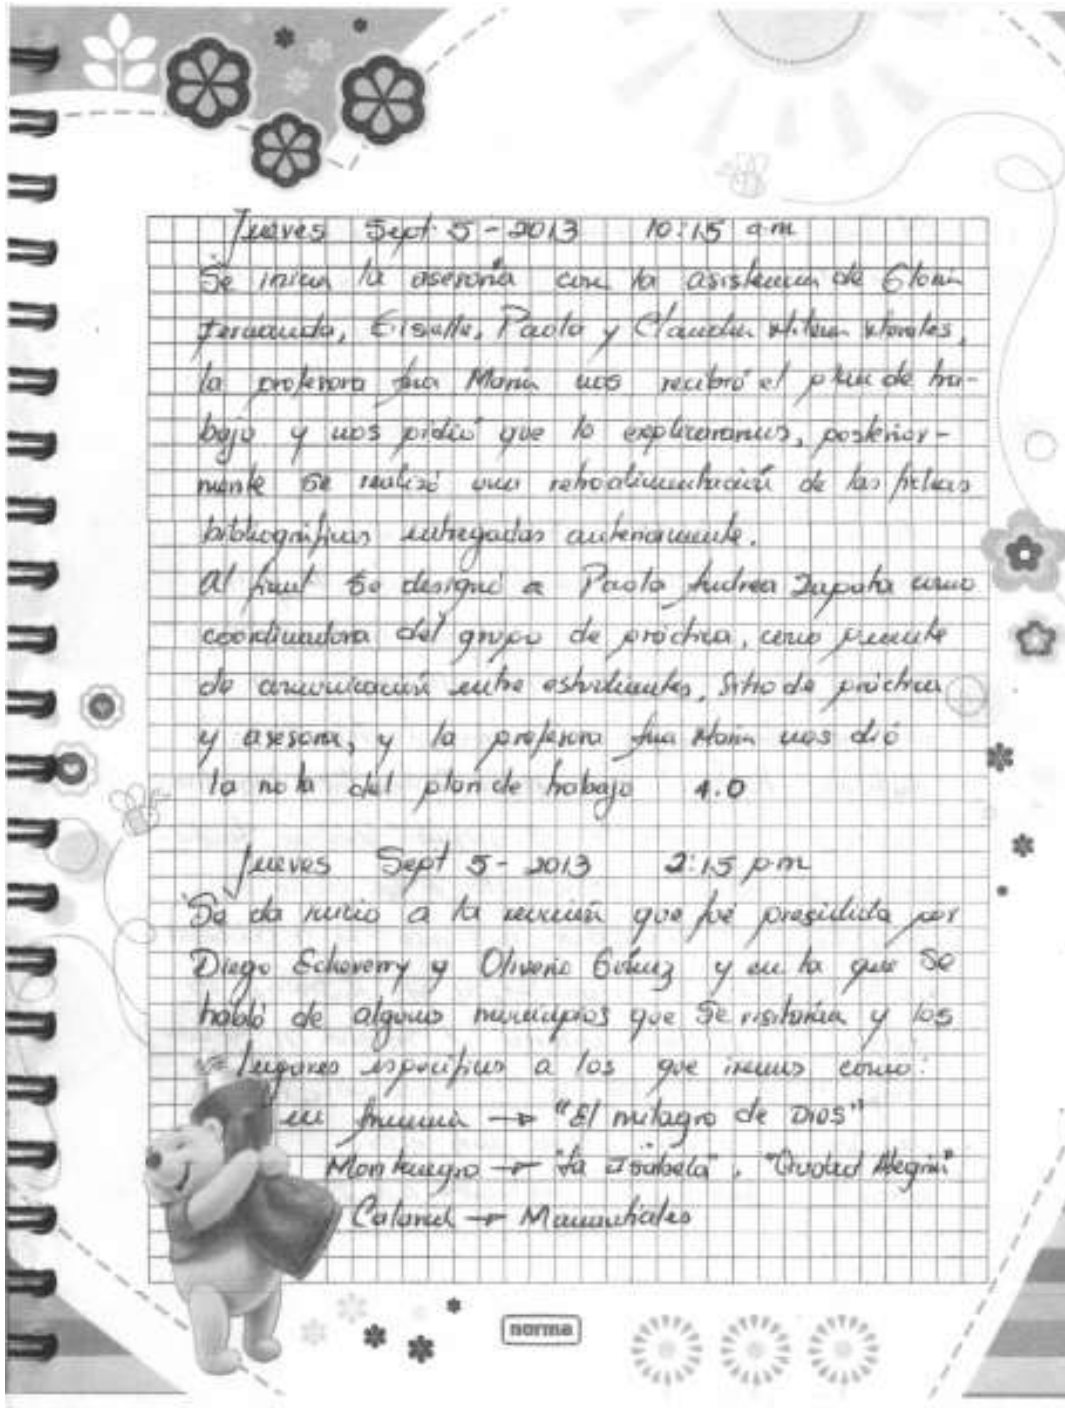 Jueves Sept. 5 - 2013 10:15 a.m
Se inicia la asesoría con la asistencia de Gloria
Fernanda, Giselle, Paola y Claudia Milena Morales,
la profesora Ana María nos recibió el plan de tra-
bajo y nos pidió que lo explicaramos, posterior-
mente se realizó una retroalimentación de las fichas
bibliográficas entregadas anteriormente.
Al final se designó a Paola Andrea Zapata como
coordinadora del grupo de práctica, como puente
de comunicación entre estudiantes, sitio de práctica
y asesora, y la profesora Ana María nos dió
la nota del plan de trabajo 4.0
Jueves Sept 5 - 2013 2:15 p.m
Se da inicio a la reunión que fué presidida por
Diego Echeverry y Oliverio Gómez y en la que se
habló de algunos municipios que se visitarían y los
lugares específicos a los que iremos como:
en Armenia → "El milagro de Dios"
Montenegro → "La Isabela". "Ciudad Alegría"
Calarcá → Manantiales
norma